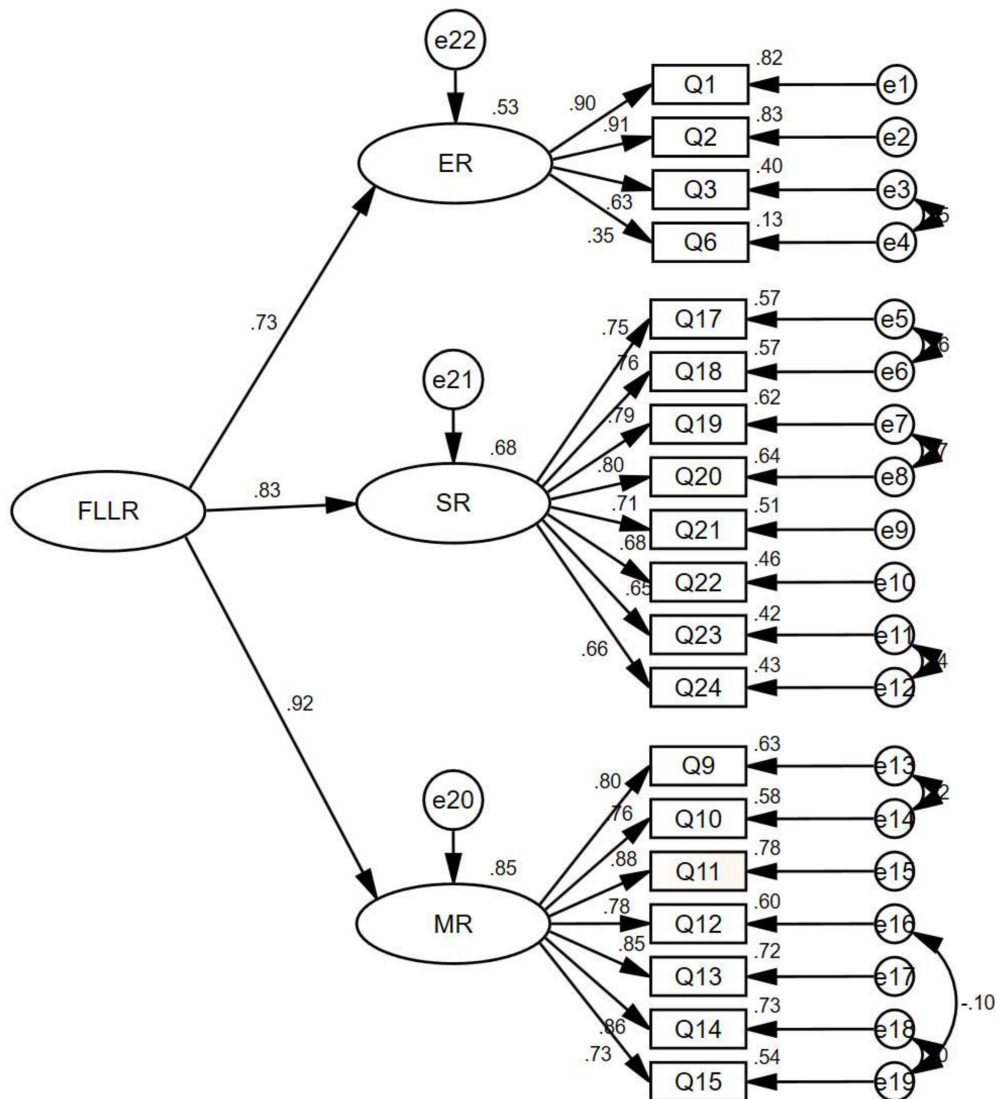 e22
.82
Q1
e1
.90
.53
.91
.83
Q2
e2
ER
.40
Q3
e3
.63
.13
.35
Q6
e4
.73
.57
Q17
e5
.75
.57
e21
.76
Q18
e6
.62
.79
Q19
e7
.68
.80
.64
Q20
e8
.83
SR
FLLR
.71
.51
Q21
e9
.68
.46
Q22
e10
.65
.42
Q23
e11
.66
.43
Q24
e12
.92
.63
Q9
e13
.80
e20
.76
.58
Q10
e14
.85
.88
.78
Q11
e15
.78
.60
MR
Q12
e16
.85
.72
Q13
e17
-.10
.73
.86
Q14
e18
.73
.54
Q15
e19